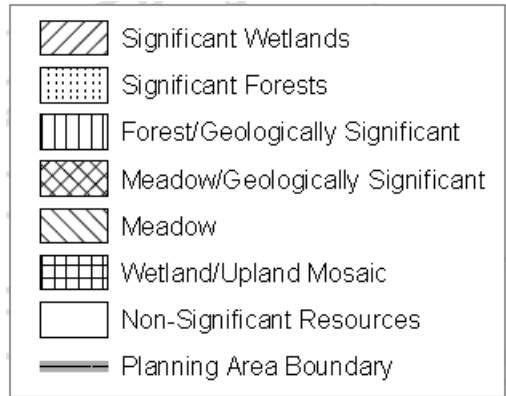 Significant Wetlands
Significant Forests
Forest/Geologically Significant
Meadow/Geologically Significant
Meadow
Wetland/Upland Mosaic
Non-Significant Resources
Planning Area Boundary